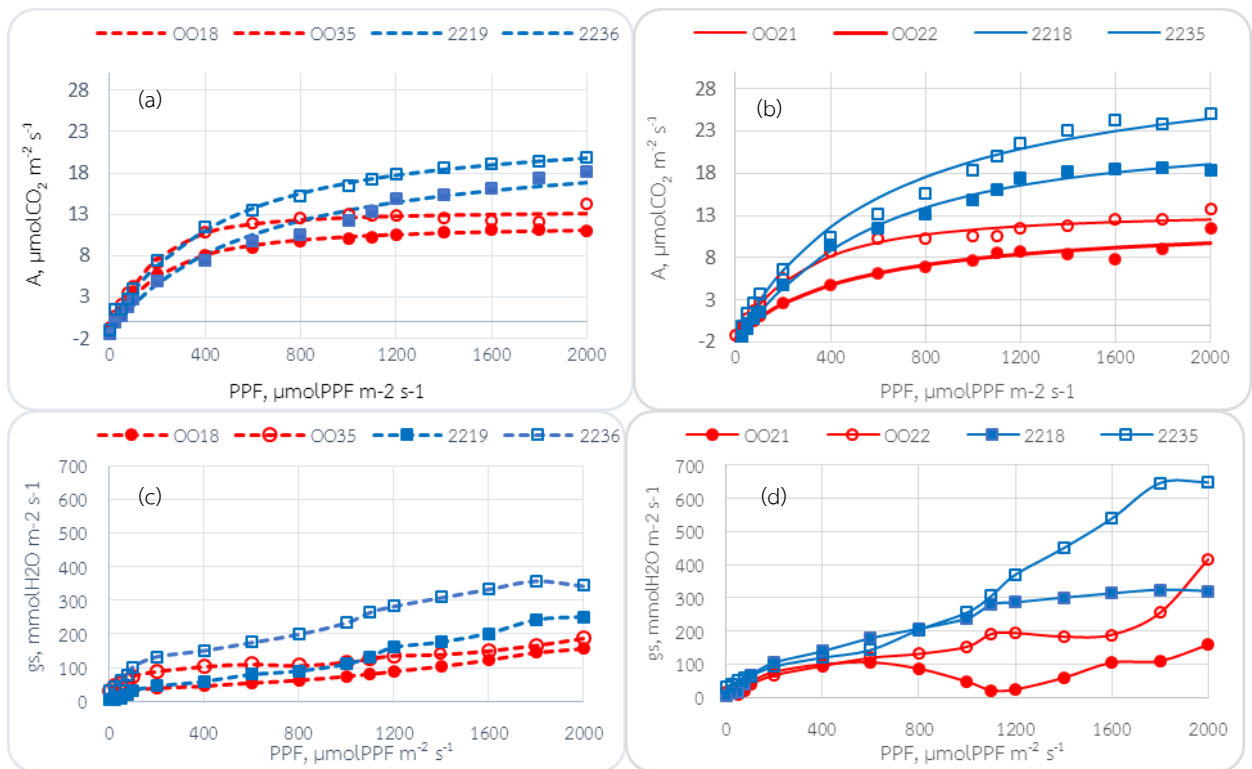 OO18 OO35 2219 2236
28
23
18
13
8
3
-2
A, µmolCO2 m-2 s-1
(a)
0 400 800 1200 1600 2000
PPF, µmolPPF m-2 s-1
OO21 OO22 2218 2235
28
23
18
13
8
3
-2
A, µmolCO2 m-2 s-1
(b)
0 400 800 1200 1600 2000
PPF, µmolPPF m-2 s-1
OO18 OO35 2219 2236
700
600
500
400
300
200
100
0
gs, mmolH2O m-2 s-1
(c)
0 400 800 1200 1600 2000
PPF, µmolPPF m-2 s-1
OO21 OO22 2218 2235
700
600
500
400
300
200
100
0
gs, mmolH2O m-2 s-1
(d)
0 400 800 1200 1600 2000
PPF, µmolPPF m-2 s-1